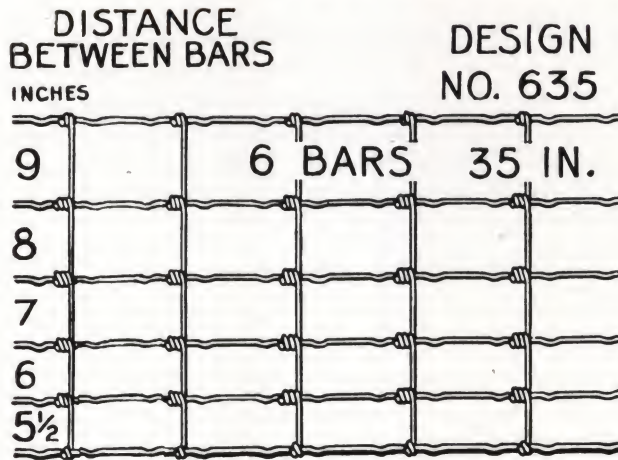 DISTANCE
BETWEEN BARS
INCHES
DESIGN
NO. 635
9
6 BARS 35 IN.
8
7
6
5½